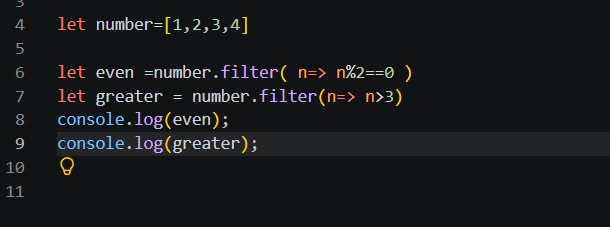 3
4 let number=[1,2,3,4]
5
6 let even =number.filter( n=> n%2==0 )
7 let greater = number.filter(n=> n>3)
8 console.log(even);
9 console.log(greater);
10
11